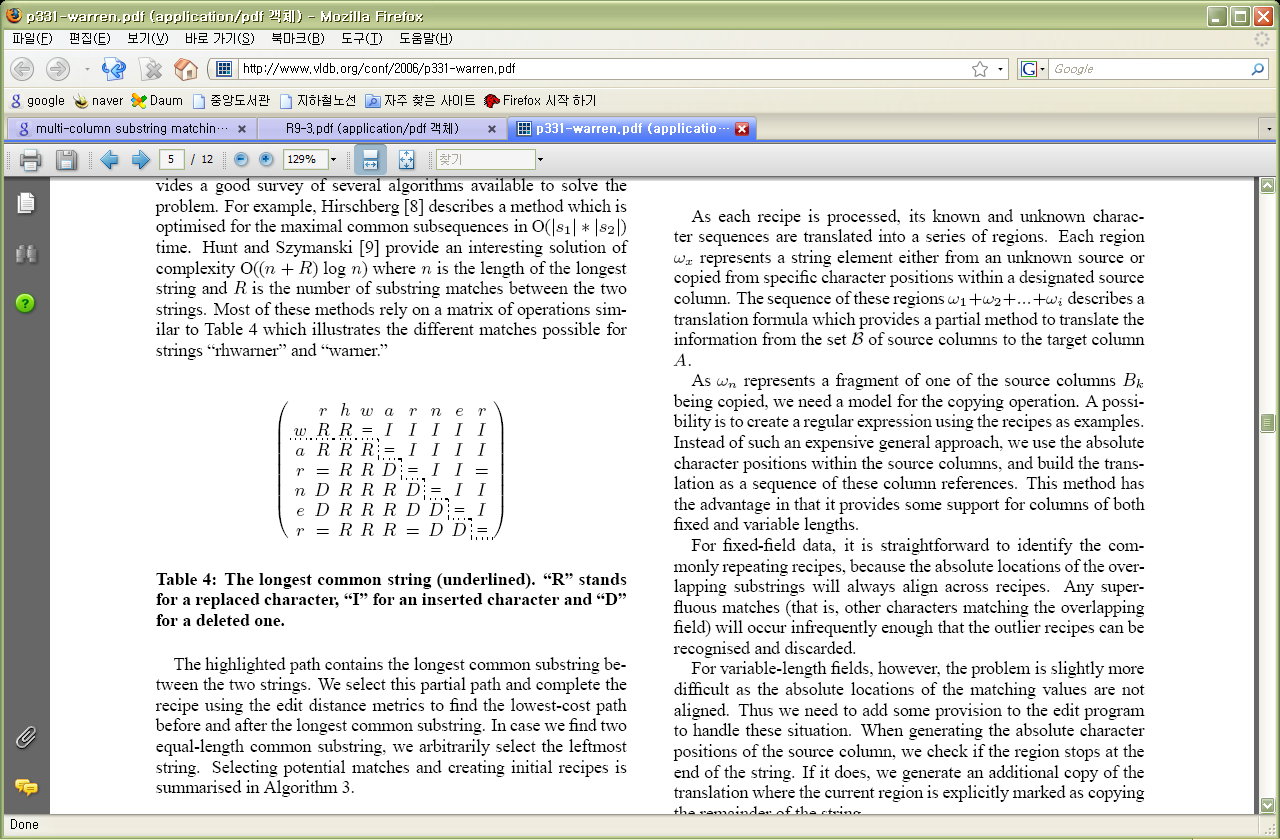 p331-warren.pdf (application/pdf 객체) - Mozilla Firefox
파일(F) 편집(E) 보기(V) 바로 가기(S) 북마크(B) 도구(T) 도움말(H)
http://www.vldb.org/conf/2006/p331-warren.pdf
Google
google naver Daum 중앙도서관 지하철노선 자주 찾은 사이트 Firefox 시작 하기
multi-column substring matchin… R9-3.pdf (application/pdf 객체) p331-warren.pdf (applicatio…
5 / 12 129% 찾기
vides a good survey of several algorithms available to solve the
problem. For example, Hirschberg [8] describes a method which is
optimised for the maximal common subsequences in O(|s₁| ∗ |s₂|)
time. Hunt and Szymanski [9] provide an interesting solution of
complexity O((n + R) log n) where n is the length of the longest
string and R is the number of substring matches between the two
strings. Most of these methods rely on a matrix of operations sim-
ilar to Table 4 which illustrates the different matches possible for
strings “rhwarner” and “warner.”
r h w a r n e r
w R R = I I I I I
a R R R = I I I I
r = R R D = I I =
n D R R R D = I I
e D R R R D D = I
r = R R R = D D =
Table 4: The longest common string (underlined). “R” stands
for a replaced character, “I” for an inserted character and “D”
for a deleted one.
The highlighted path contains the longest common substring be-
tween the two strings. We select this partial path and complete the
recipe using the edit distance metrics to find the lowest-cost path
before and after the longest common substring. In case we find two
equal-length common substring, we arbitrarily select the leftmost
string. Selecting potential matches and creating initial recipes is
summarised in Algorithm 3.
As each recipe is processed, its known and unknown charac-
ter sequences are translated into a series of regions. Each region
ωₓ represents a string element either from an unknown source or
copied from specific character positions within a designated source
column. The sequence of these regions ω₁+ω₂+...+ωᵢ describes a
translation formula which provides a partial method to translate the
information from the set ℬ of source columns to the target column
A.
As ωₙ represents a fragment of one of the source columns Bₖ
being copied, we need a model for the copying operation. A possi-
bility is to create a regular expression using the recipes as examples.
Instead of such an expensive general approach, we use the absolute
character positions within the source columns, and build the trans-
lation as a sequence of these column references. This method has
the advantage in that it provides some support for columns of both
fixed and variable lengths.
For fixed-field data, it is straightforward to identify the com-
monly repeating recipes, because the absolute locations of the over-
lapping substrings will always align across recipes. Any super-
fluous matches (that is, other characters matching the overlapping
field) will occur infrequently enough that the outlier recipes can be
recognised and discarded.
For variable-length fields, however, the problem is slightly more
difficult as the absolute locations of the matching values are not
aligned. Thus we need to add some provision to the edit program
to handle these situation. When generating the absolute character
positions of the source column, we check if the region stops at the
end of the string. If it does, we generate an additional copy of the
translation where the current region is explicitly marked as copying
the remainder of the string.
Done